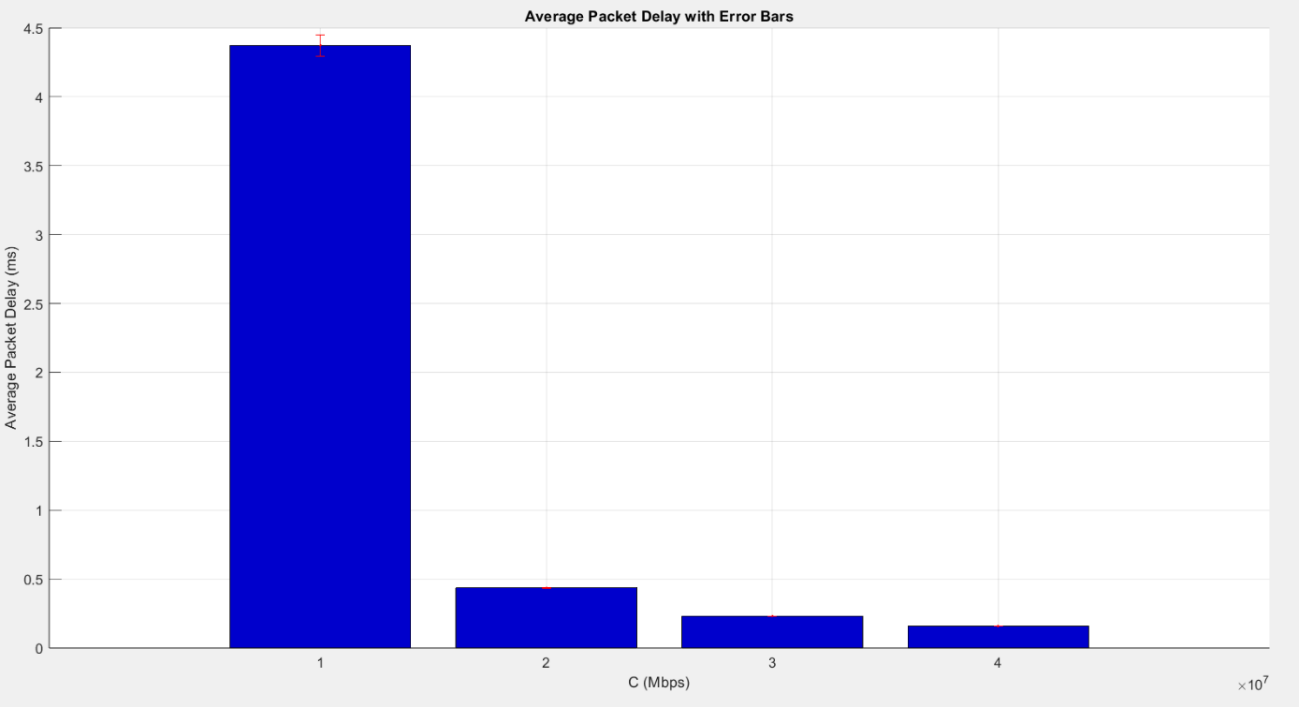 Average Packet Delay with Error Bars
4.5
4
3.5
3
2.5
2
1.5
1
0.5
0
Average Packet Delay (ms)
1 2 3 4
C (Mbps)
×10⁷